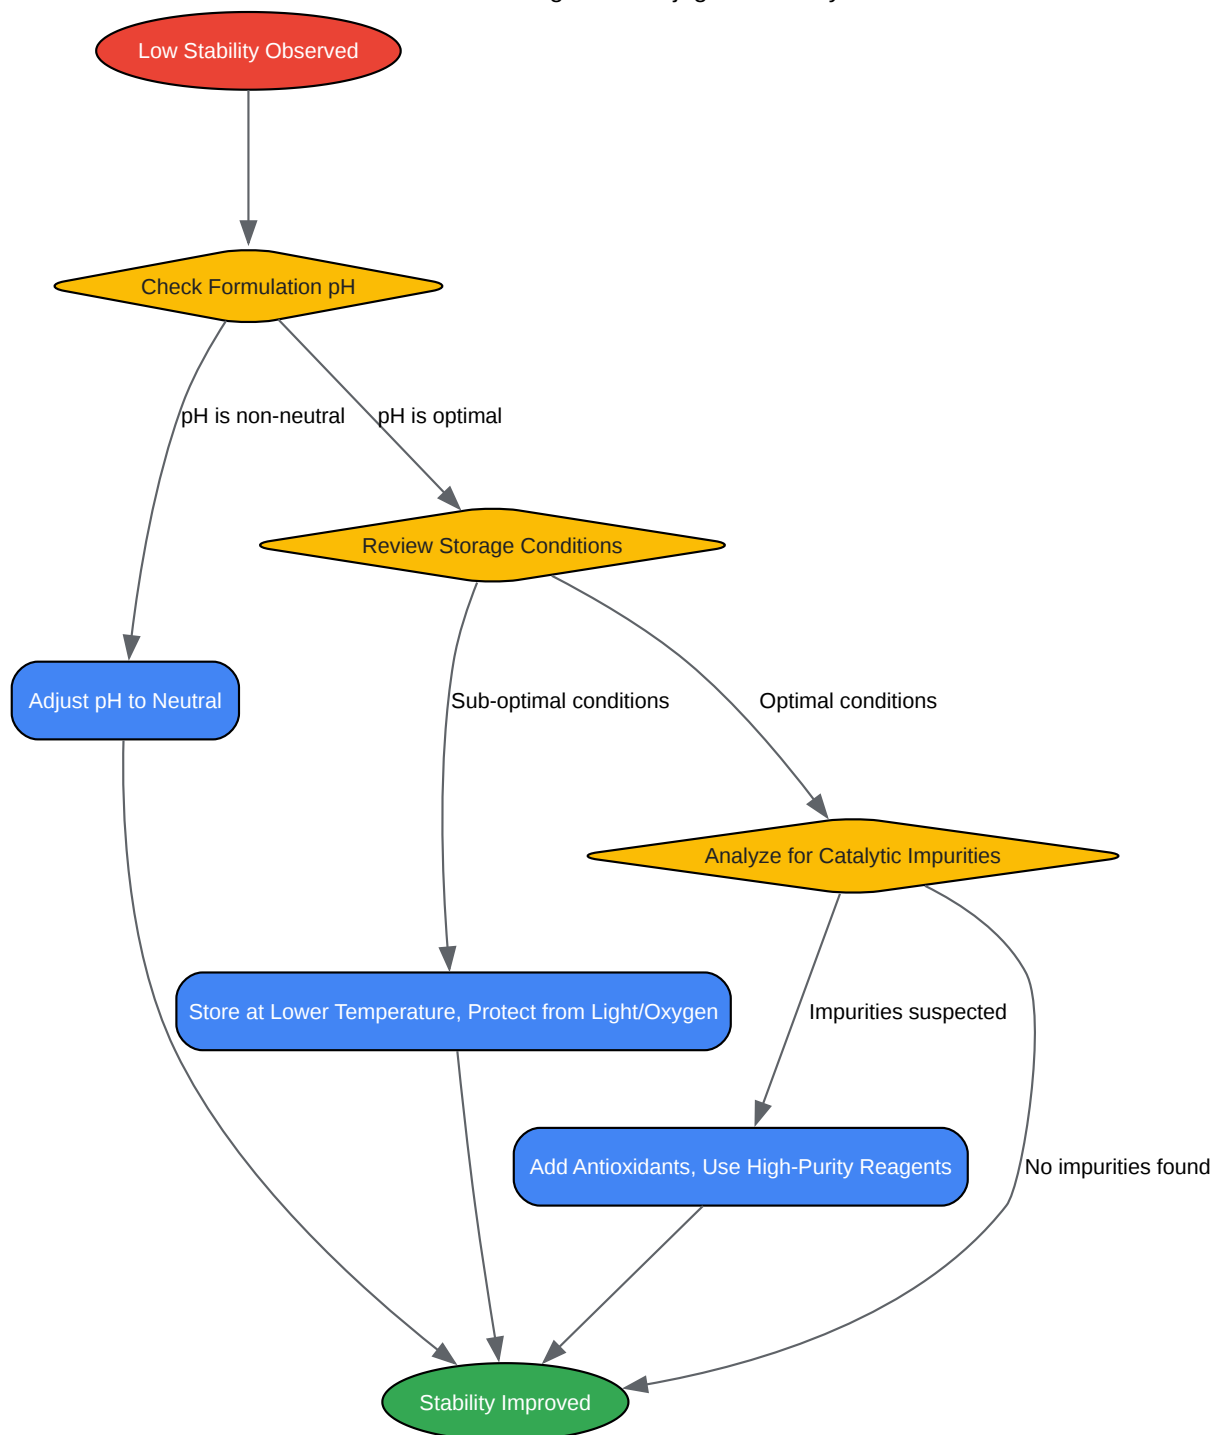 Low Stability Observed
Check Formulation pH
pH is non-neutral
pH is optimal
Review Storage Conditions
Adjust pH to Neutral
Sub-optimal conditions
Optimal conditions
Analyze for Catalytic Impurities
Store at Lower Temperature, Protect from Light/Oxygen
Impurities suspected
Add Antioxidants, Use High-Purity Reagents
No impurities found
Stability Improved